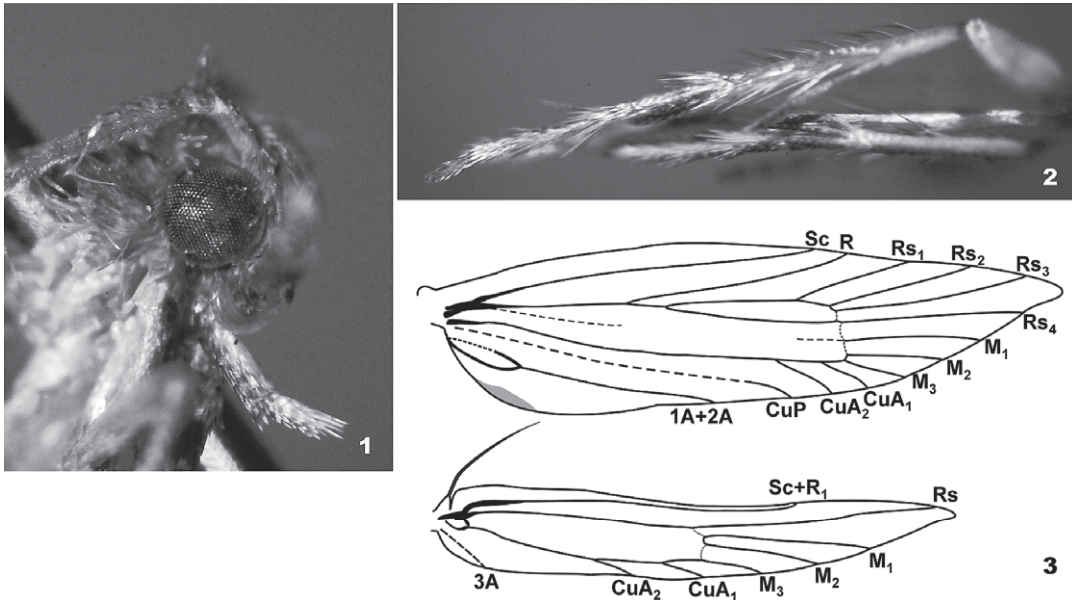 1
2
Sc R Rs1 Rs2 Rs3
Rs4
M1
M2
M3
CuA1
CuA2
CuP
1A+2A
Sc+R1 Rs
M1
M2
M3
CuA1
CuA2
3A
3